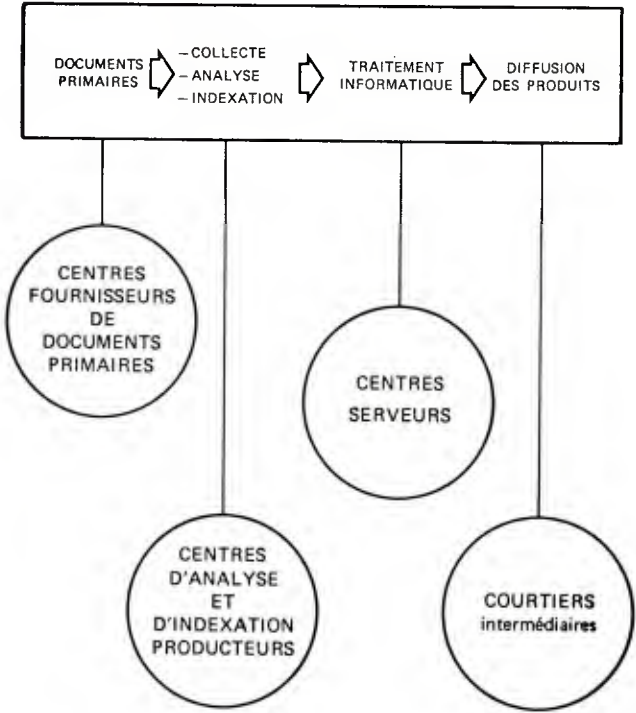 DOCUMENTS
PRIMAIRES
– COLLECTE
– ANALYSE
– INDEXATION
TRAITEMENT
INFORMATIQUE
DIFFUSION
DES PRODUITS
CENTRES
FOURNISSEURS
DE
DOCUMENTS
PRIMAIRES
CENTRES
SERVEURS
CENTRES
D'ANALYSE
ET
D'INDEXATION
PRODUCTEURS
COURTIERS
intermédiaires